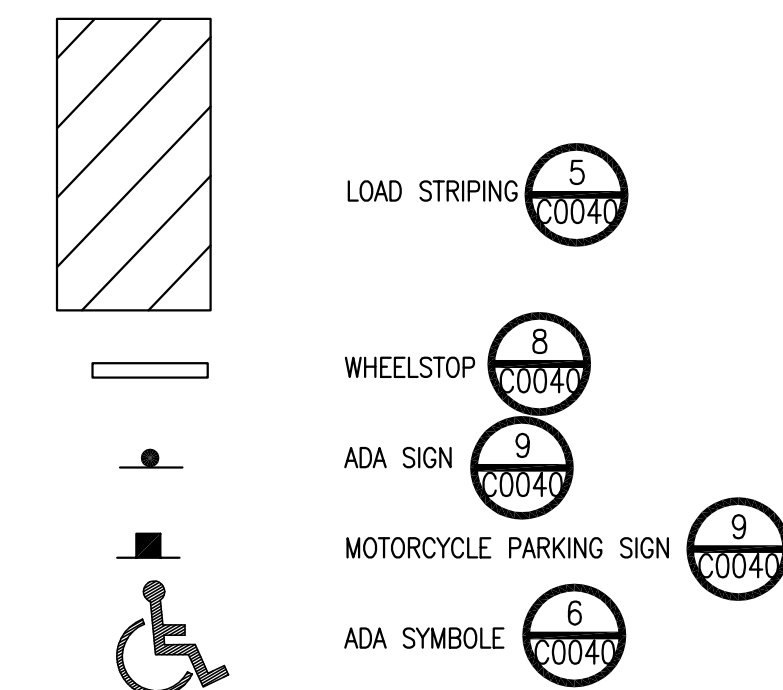 LOAD STRIPING 5 C0040
WHEELSTOP 8 C0040
ADA SIGN 9 C0040
MOTORCYCLE PARKING SIGN 9 C0040
ADA SYMBOLE 6 C0040